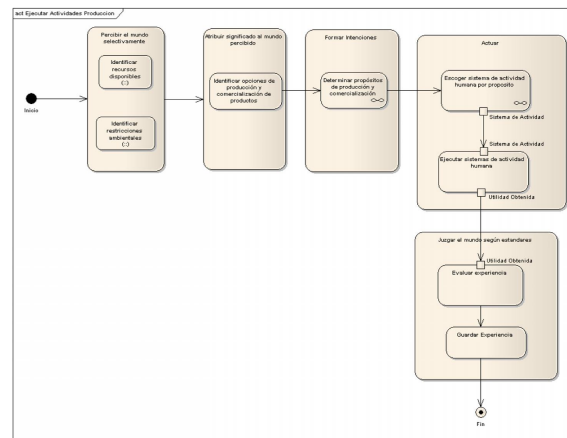 act Ejecutar Actividades Produccion
Percibir el mundo
selectivamente
Identificar
recursos
disponibles
(::)
Identificar
restricciones
ambientales
(::)
Inicio
Atribuir significado al mundo
percibido
Identificar opciones de
producción y
comercialización de
productos
Formar Intenciones
Determinar propósitos
de producción y
comercialización
Actuar
Escoger sistema de actividad
humana por proposito
Sistema de Actividad
Sistema de Actividad
Ejecutar sistemas de actividad
humana
Utilidad Obtenida
Juzgar el mundo según estandares
Utilidad Obtenida
Evaluar experiencia
Guardar Experiencia
Fin